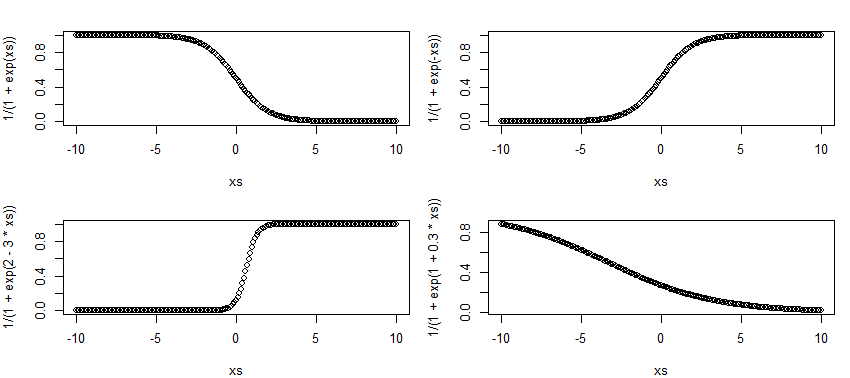 1/(1 + exp(xs))
0.0 0.4 0.8
-10 -5 0 5 10
xs
1/(1 + exp(-xs))
0.0 0.4 0.8
-10 -5 0 5 10
xs
1/(1 + exp(2 - 3 * xs))
0.0 0.4 0.8
-10 -5 0 5 10
xs
1/(1 + exp(1 + 0.3 * xs))
0.0 0.4 0.8
-10 -5 0 5 10
xs